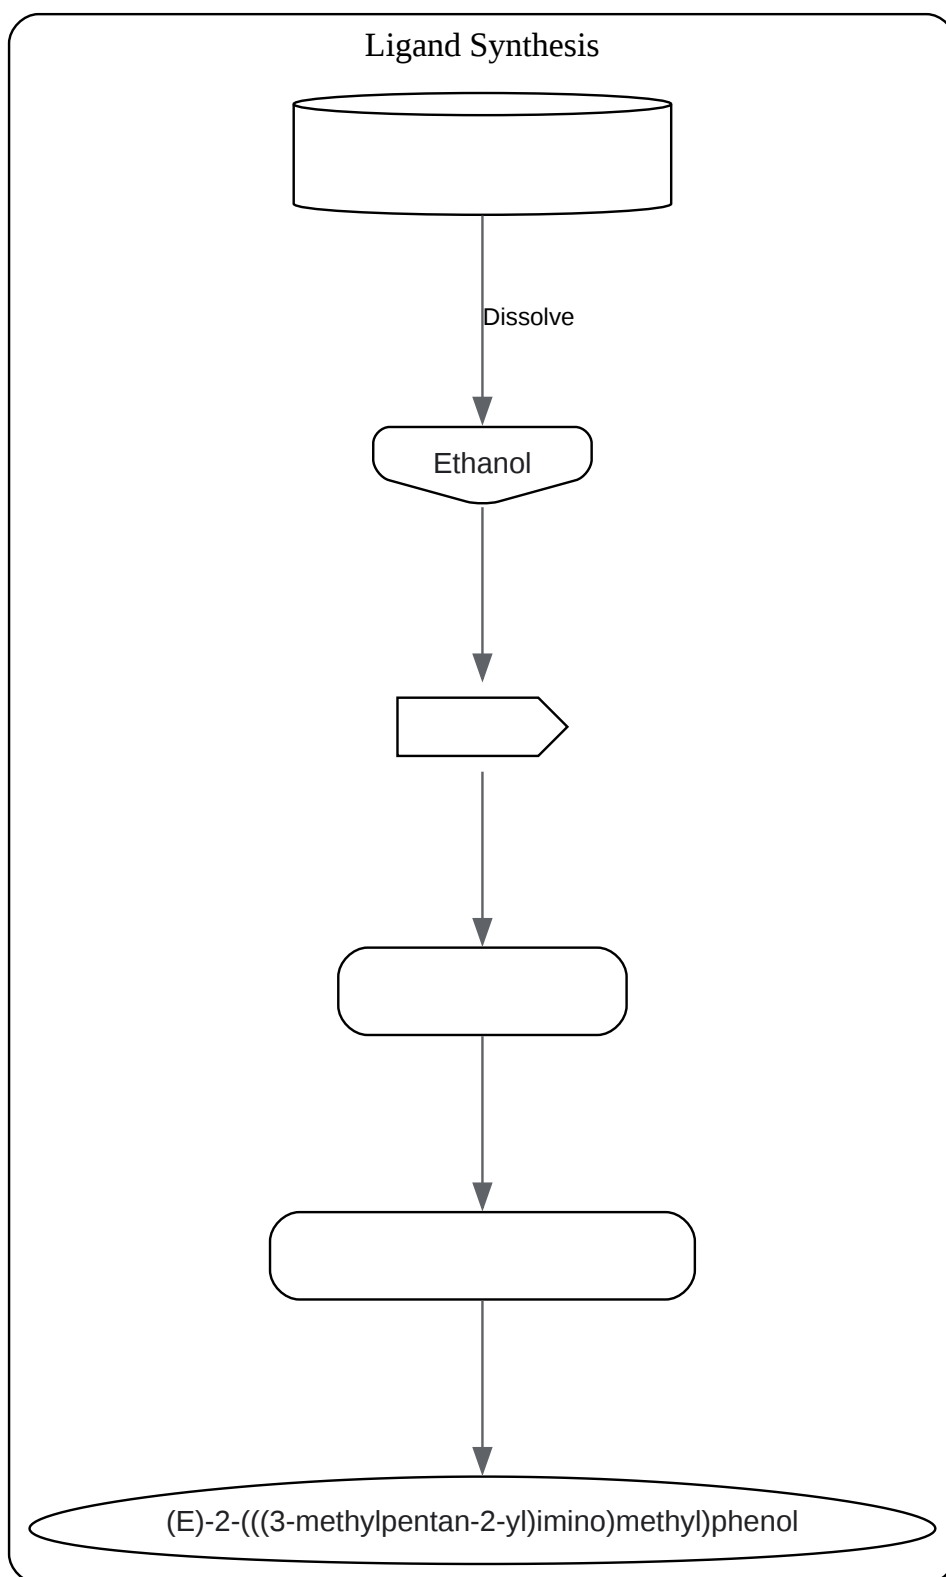 Ligand Synthesis
Dissolve
Ethanol
(E)-2-(((3-methylpentan-2-yl)imino)methyl)phenol